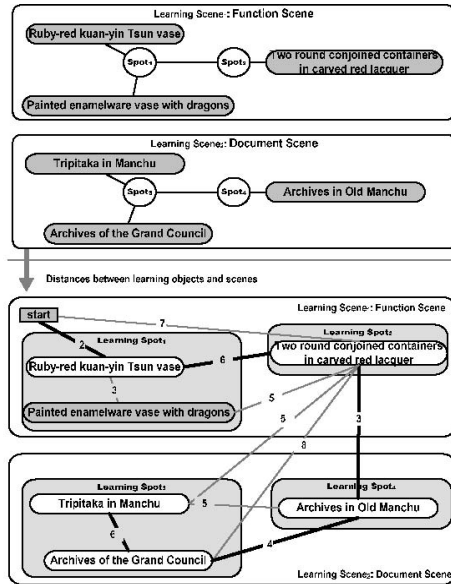 Learning Scene₁: Function Scene
Ruby-red kuan-yin Tsun vase
Spot₁
Spot₂
Two round conjoined containers
in carved red lacquer
Painted enamelware vase with dragons
Learning Scene₂: Document Scene
Tripitaka in Manchu
Spot₃
Spot₄
Archives in Old Manchu
Archives of the Grand Council
Distances between learning objects and scenes
Learning Scene₁: Function Scene
start
7
Learning Spot₁
Learning Spot₂
2
Two round conjoined containers
in carved red lacquer
Ruby-red kuan-yin Tsun vase
6
3
5
Painted enamelware vase with dragons
5
3
8
Learning Spot₃
Learning Spot₄
Tripitaka in Manchu
5
Archives in Old Manchu
6
4
Archives of the Grand Council
Learning Scene₂: Document Scene